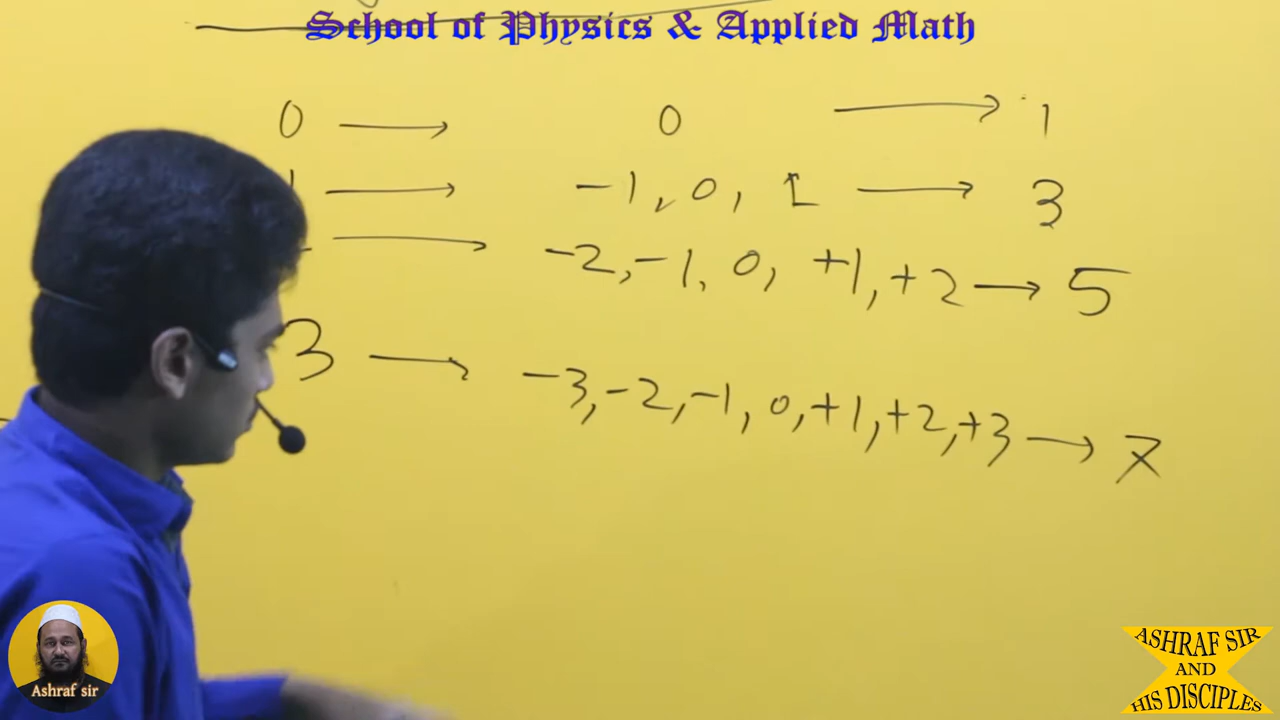 School of Physics & Applied Math
0 → 0 → 1
1 → -1, 0, 1 → 3
→ -2, -1, 0, +1, +2 → 5
3 → -3, -2, -1, 0, +1, +2, +3 → 7
Ashraf sir
ASHRAF SIR
AND
HIS DISCIPLES